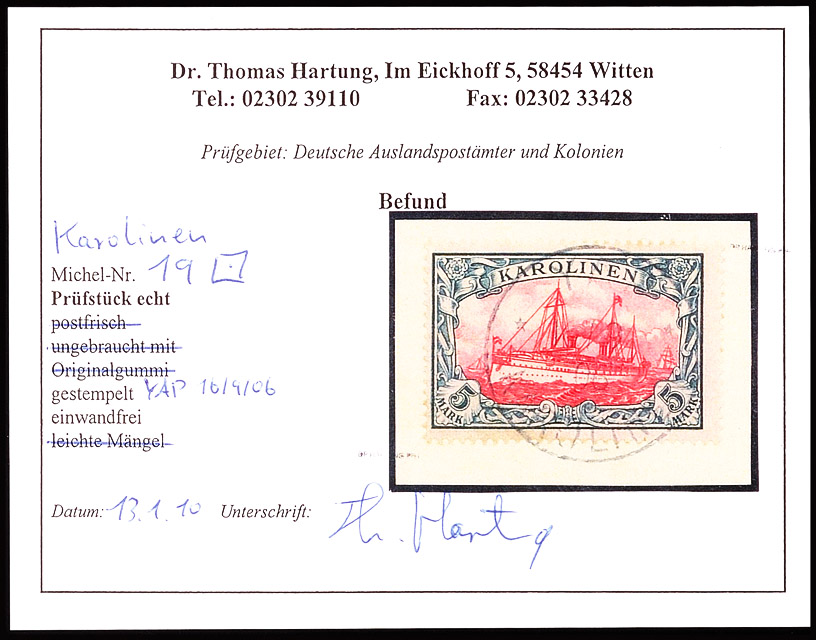 Dr. Thomas Hartung, Im Eickhoff 5, 58454 Witten
Tel.: 02302 39110 Fax: 02302 33428
Prüfgebiet: Deutsche Auslandspostämter und Kolonien
Befund
Karolinen
Michel-Nr. 19
Prüfstück echt
postfrisch
ungebraucht mit
Originalgummi
gestempelt YAP 16/9/06
einwandfrei
leichte Mängel
KAROLINEN
5 MARK 5 MARK
Datum: 13.1.10 Unterschrift: Th. Hartung